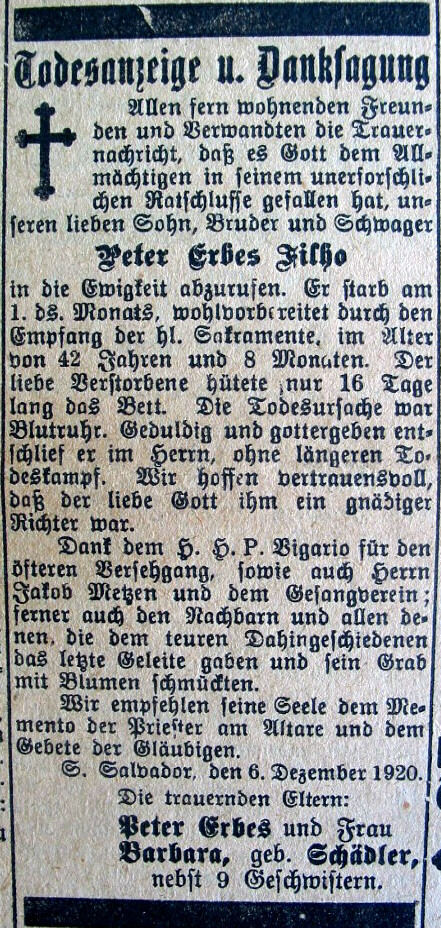 Todesanzeige u. Danksagung
Allen fern wohnenden Freun-
den und Verwandten die Trauer-
nachricht, daß es Gott dem All-
mächtigen in seinem unerforschli-
chen Ratschlusse gefallen hat, un-
seren lieben Sohn, Bruder und Schwager
Peter Erbes Filho
in die Ewigkeit abzurufen. Er starb am
1. ds. Monats, wohlvorbereitet durch den
Empfang der hl. Sakramente, im Alter
von 42 Jahren und 8 Monaten. Der
liebe Verstorbene hütete nur 16 Tage
lang das Bett. Die Todesursache war
Blutruhr. Geduldig und gottergeben ent-
schlief er im Herrn, ohne längeren To-
deskampf. Wir hoffen vertrauensvoll,
daß der liebe Gott ihm ein gnädiger
Richter war.
Dank dem H. H. P. Vigario für den
öfteren Versehgang, sowie auch Herrn
Jakob Metzen und dem Gesangverein;
ferner auch den Nachbarn und allen de-
nen, die dem teuren Dahingeschiedenen
das letzte Geleite gaben und sein Grab
mit Blumen schmückten.
Wir empfehlen seine Seele dem Me-
mento der Priester am Altare und dem
Gebete der Gläubigen.
S. Salvador, den 6. Dezember 1920.
Die trauernden Eltern:
Peter Erbes und Frau
Barbara, geb. Schädler,
nebst 9 Geschwistern.